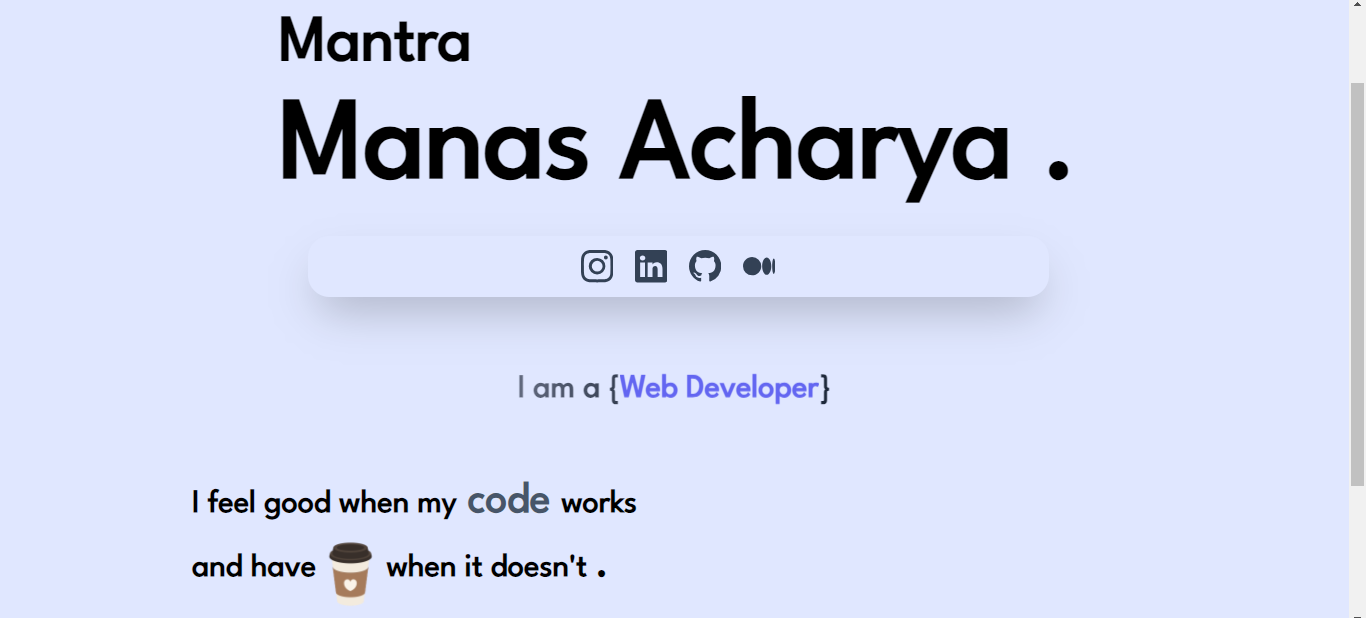 Mantra
Manas Acharya .
I am a {Web Developer}
I feel good when my code works
and have when it doesn't .